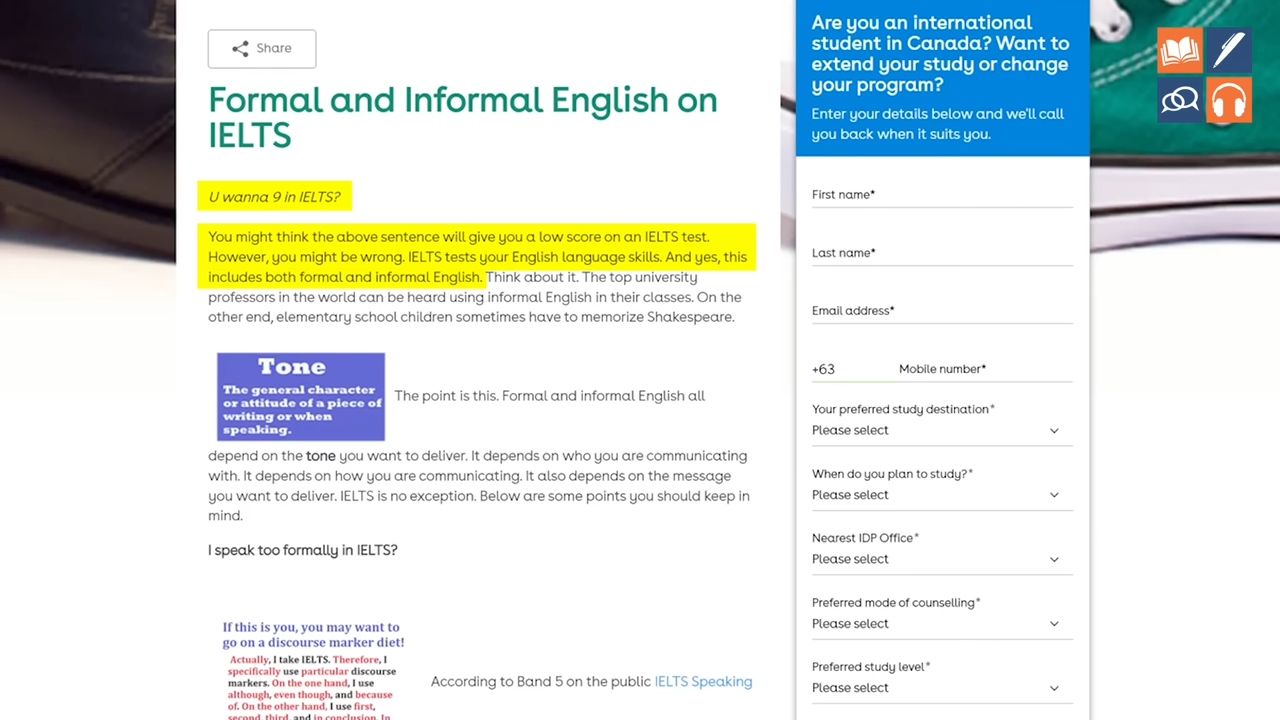 Share
Formal and Informal English on
IELTS
U wanna 9 in IELTS?
You might think the above sentence will give you a low score on an IELTS test.
However, you might be wrong. IELTS tests your English language skills. And yes, this
includes both formal and informal English. Think about it. The top university
professors in the world can be heard using informal English in their classes. On the
other end, elementary school children sometimes have to memorize Shakespeare.
Tone
The general character
or attitude of a piece of
writing or when
speaking.
The point is this. Formal and informal English all
depend on the tone you want to deliver. It depends on who you are communicating
with. It depends on how you are communicating. It also depends on the message
you want to deliver. IELTS is no exception. Below are some points you should keep in
mind.
I speak too formally in IELTS?
If this is you, you may want to
go on a discourse marker diet!
Actually, I take IELTS. Therefore, I
specifically use particular discourse
markers. On the one hand, I use
although, even though, and because
of. On the other hand, I use first,
second, third, and in conclusion. In
According to Band 5 on the public IELTS Speaking
Are you an international
student in Canada? Want to
extend your study or change
your program?
Enter your details below and we'll call
you back when it suits you.
First name*
Last name*
Email address*
+63 Mobile number*
Your preferred study destination*
Please select
When do you plan to study?*
Please select
Nearest IDP Office*
Please select
Preferred mode of counselling*
Please select
Preferred study level*
Please select